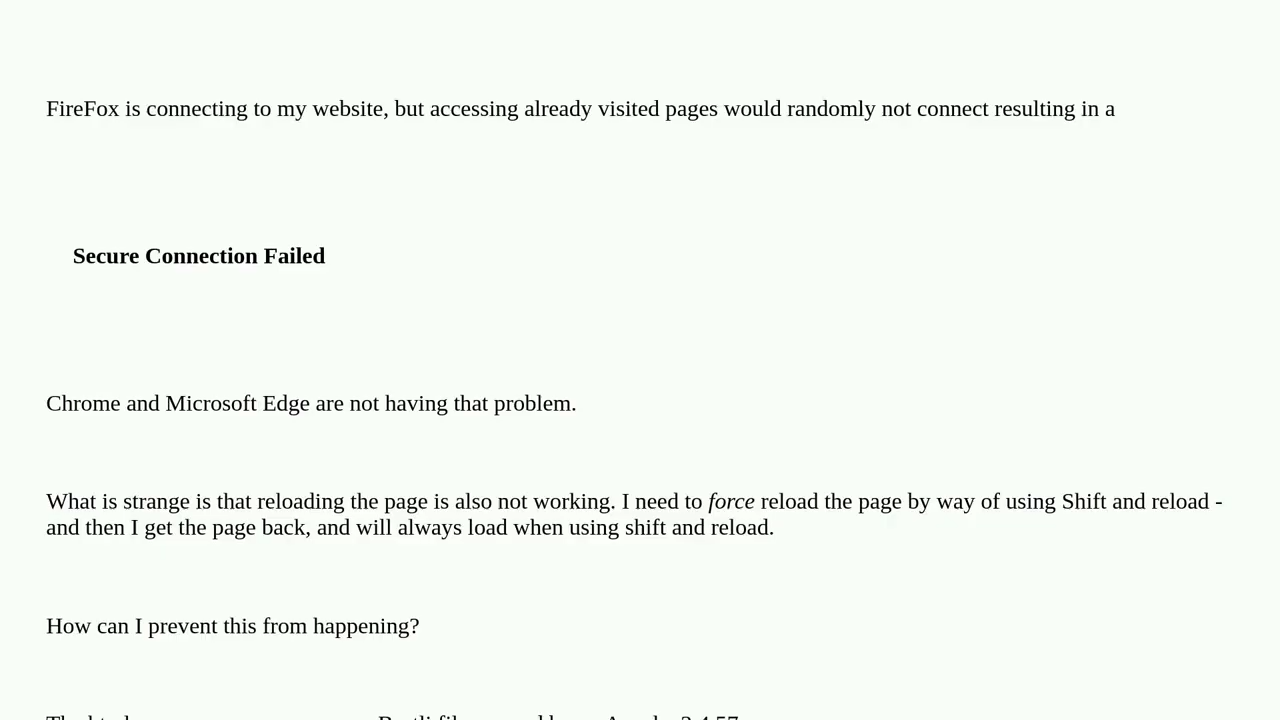 FireFox is connecting to my website, but accessing already visited pages would randomly not connect resulting in a
Secure Connection Failed
Chrome and Microsoft Edge are not having that problem.
What is strange is that reloading the page is also not working. I need to force reload the page by way of using Shift and reload -
and then I get the page back, and will always load when using shift and reload.
How can I prevent this from happening?